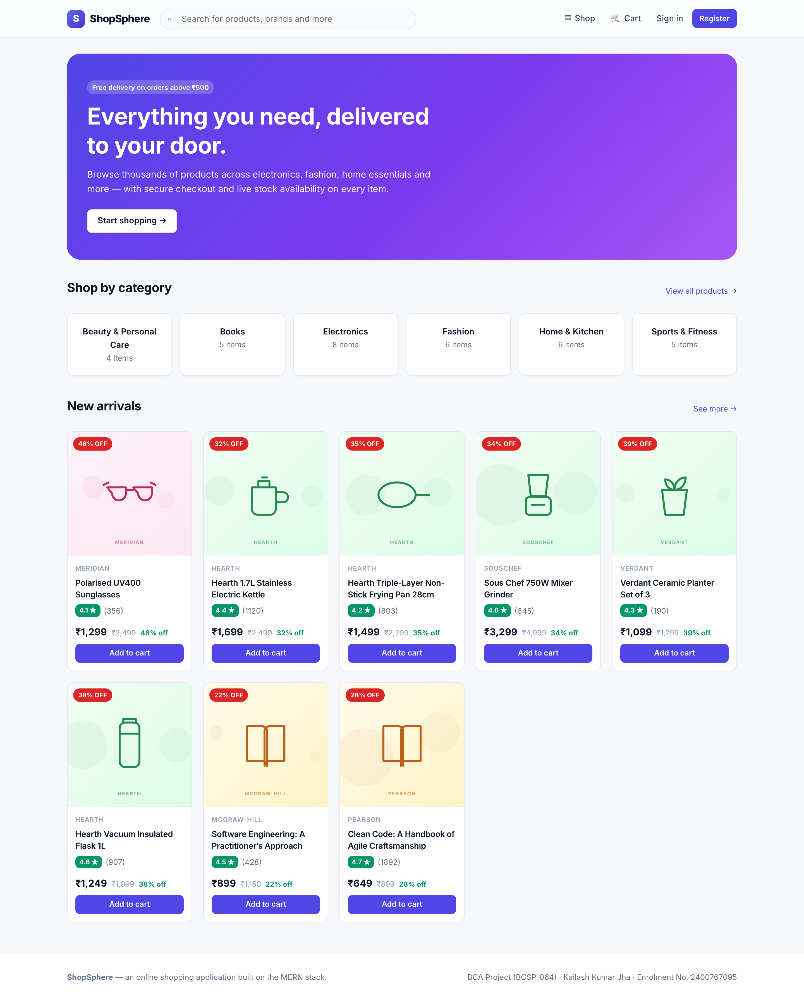 S ShopSphere
Search for products, brands and more
Shop
Cart
Sign in
Register
Free delivery on orders above ₹500
Everything you need, delivered
to your door.
Browse thousands of products across electronics, fashion, home essentials and
more — with secure checkout and live stock availability on every item.
Start shopping →
Shop by category
View all products →
Beauty & Personal
Care
4 items
Books
5 items
Electronics
8 items
Fashion
6 items
Home & Kitchen
6 items
Sports & Fitness
5 items
New arrivals
See more →
48% OFF
MERIDIAN
MERIDIAN
Polarised UV400
Sunglasses
4.1 ★ (356)
₹1,299 ₹2,499 48% off
Add to cart
32% OFF
HEARTH
HEARTH
Hearth 1.7L Stainless
Electric Kettle
4.4 ★ (1120)
₹1,699 ₹2,499 32% off
Add to cart
35% OFF
HEARTH
HEARTH
Hearth Triple-Layer Non-
Stick Frying Pan 28cm
4.2 ★ (803)
₹1,499 ₹2,299 35% off
Add to cart
34% OFF
SOUSCHEF
SOUSCHEF
Sous Chef 750W Mixer
Grinder
4.0 ★ (645)
₹3,299 ₹4,999 34% off
Add to cart
39% OFF
VERDANT
VERDANT
Verdant Ceramic Planter
Set of 3
4.3 ★ (190)
₹1,099 ₹1,799 39% off
Add to cart
38% OFF
HEARTH
HEARTH
Hearth Vacuum Insulated
Flask 1L
4.6 ★ (907)
₹1,249 ₹1,999 38% off
Add to cart
22% OFF
MCGRAW-HILL
MCGRAW-HILL
Software Engineering: A
Practitioner’s Approach
4.5 ★ (428)
₹899 ₹1,150 22% off
Add to cart
28% OFF
PEARSON
PEARSON
Clean Code: A Handbook of
Agile Craftsmanship
4.7 ★ (1892)
₹649 ₹899 28% off
Add to cart
ShopSphere — an online shopping application built on the MERN stack.
BCA Project (BCSP-064) · Kailash Kumar Jha · Enrolment No. 2400767095